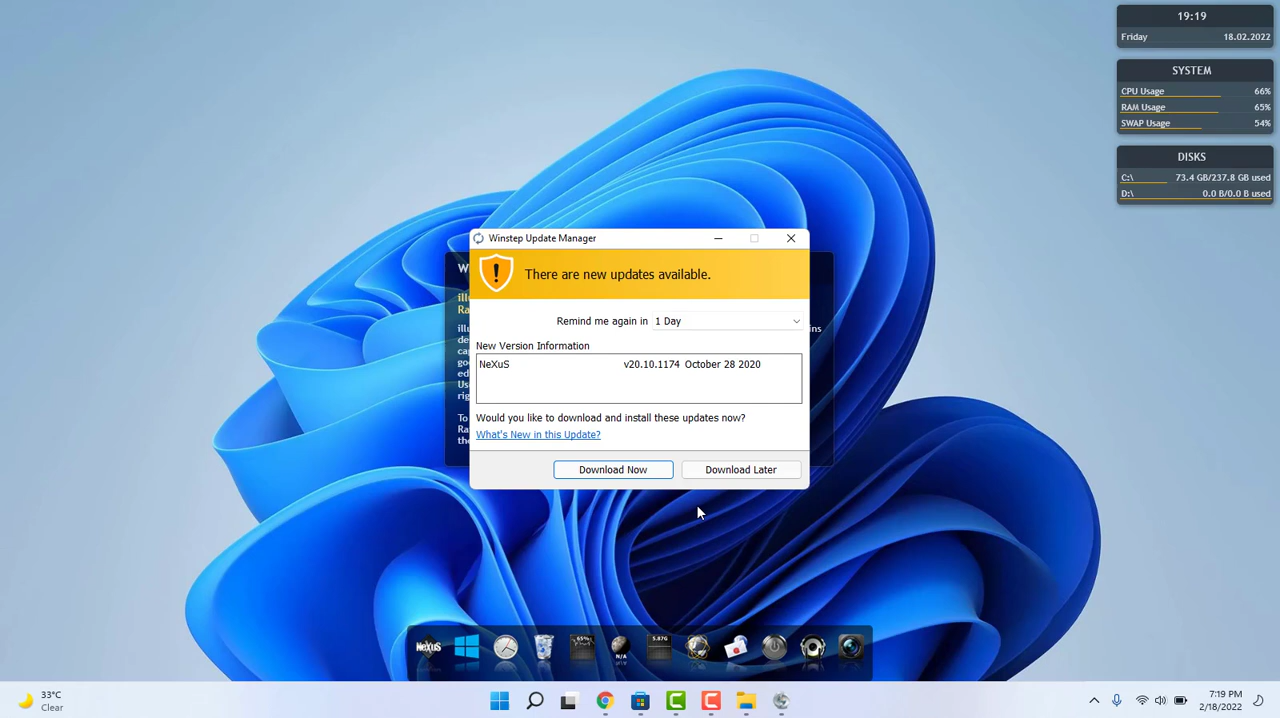 19:19
Friday 18.02.2022
SYSTEM
CPU Usage 66%
RAM Usage 65%
SWAP Usage 54%
DISKS
C:\ 73.4 GB/237.8 GB used
D:\ 0.0 B/0.0 B used
Winstep Update Manager
There are new updates available.
Remind me again in 1 Day
New Version Information
NeXuS v20.10.1174 October 28 2020
Would you like to download and install these updates now?
What's New in this Update?
Download Now Download Later
NeXuS 65% N/A 5.87G
33°C
Clear
7:19 PM
2/18/2022